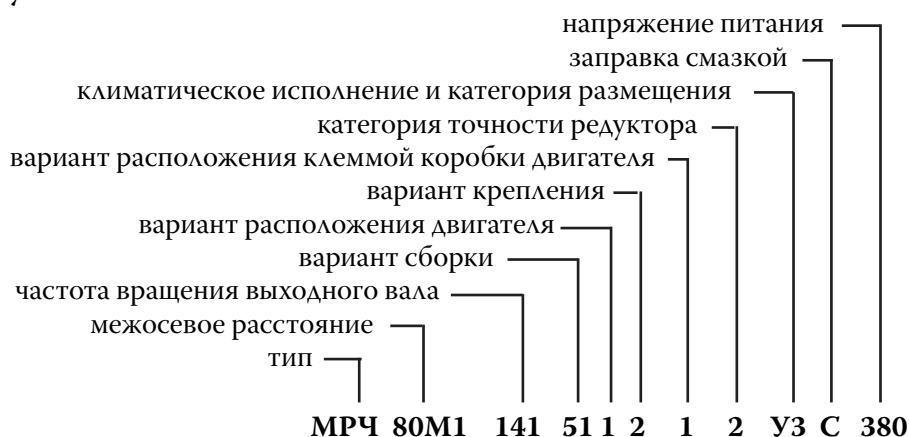 напряжение питания
заправка смазкой
климатическое исполнение и категория размещения
категория точности редуктора
вариант расположения клеммой коробки двигателя
вариант крепления
вариант расположения двигателя
вариант сборки
частота вращения выходного вала
межосевое расстояние
тип
МРЧ 80М1 141 51 1 2 1 2 У3 С 380